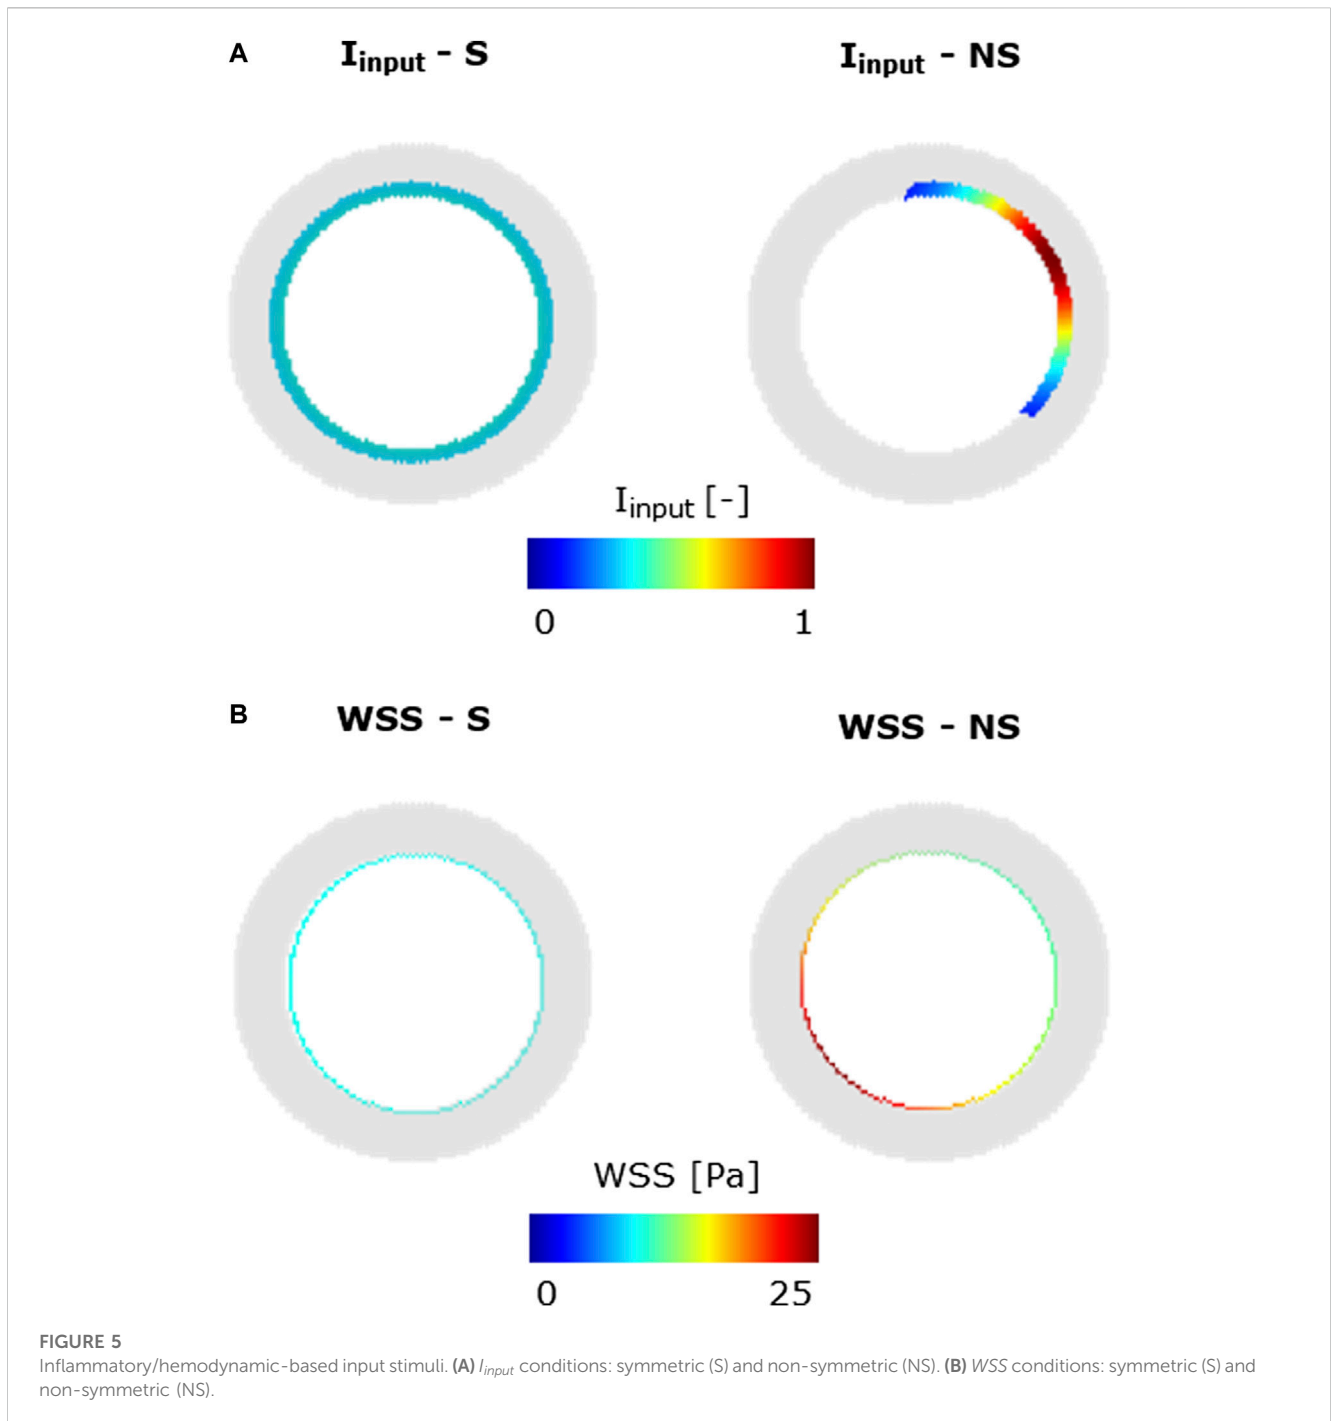 A
I_input - S
I_input - NS
I_input [-]
0 1
B
WSS - S
WSS - NS
WSS [Pa]
0 25
FIGURE 5
Inflammatory/hemodynamic-based input stimuli. (A) I_input conditions: symmetric (S) and non-symmetric (NS). (B) WSS conditions: symmetric (S) and
non-symmetric (NS).